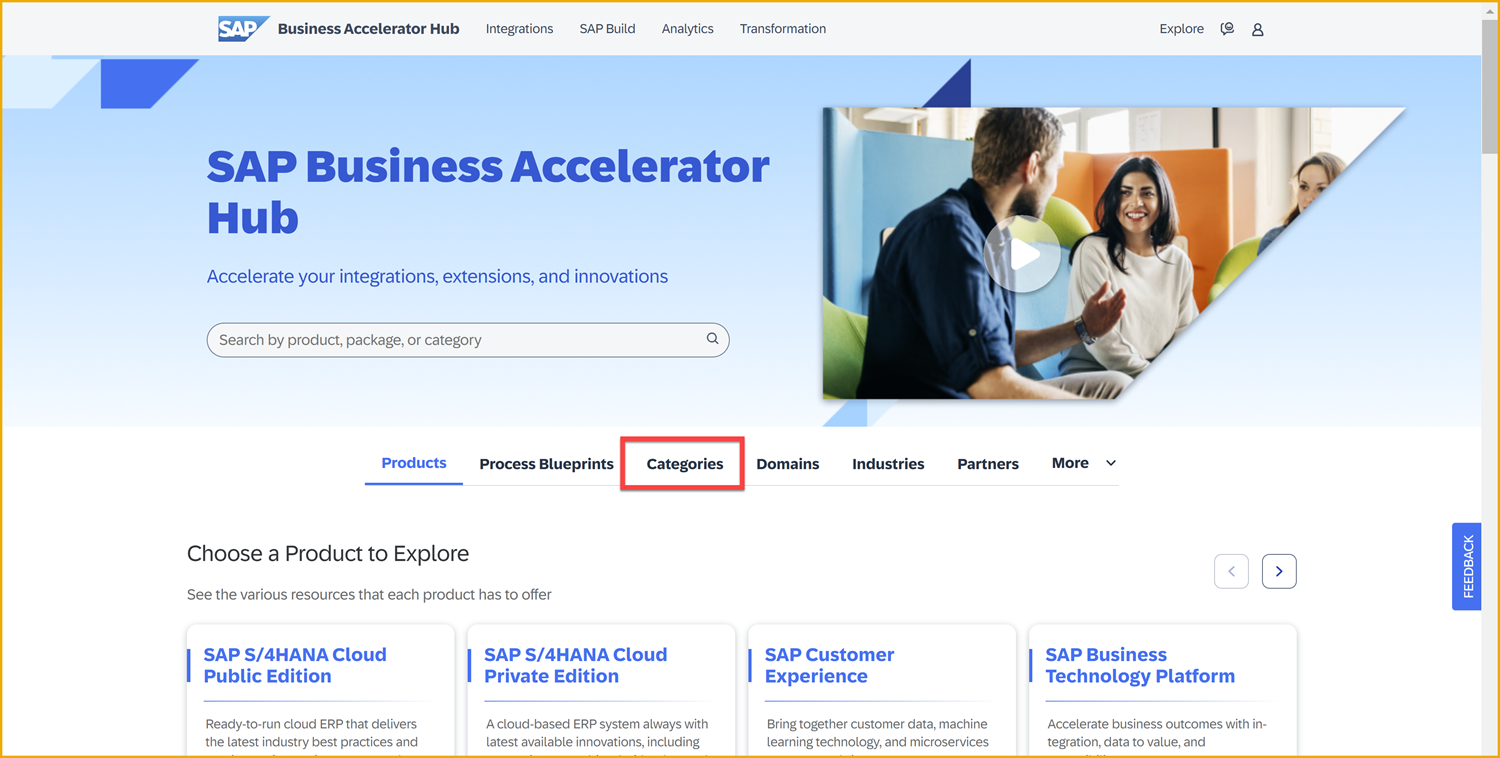 SAP Business Accelerator Hub Integrations SAP Build Analytics Transformation Explore
SAP Business Accelerator
Hub
Accelerate your integrations, extensions, and innovations
Search by product, package, or category
Products Process Blueprints Categories Domains Industries Partners More
FEEDBACK
Choose a Product to Explore
See the various resources that each product has to offer
SAP S/4HANA Cloud
Public Edition
Ready-to-run cloud ERP that delivers
the latest industry best practices and
SAP S/4HANA Cloud
Private Edition
A cloud-based ERP system always with
latest available innovations, including
SAP Customer
Experience
Bring together customer data, machine
learning technology, and microservices
SAP Business
Technology Platform
Accelerate business outcomes with in-
tegration, data to value, and